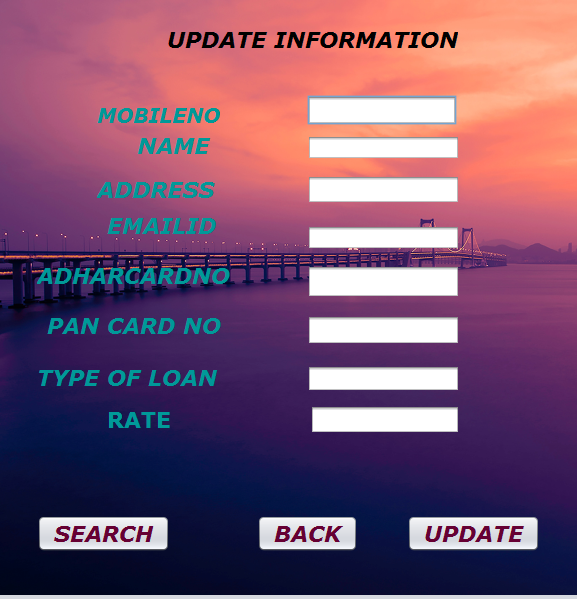 UPDATE INFORMATION
MOBILENO
NAME
ADDRESS
EMAILID
ADHARCARDNO
PAN CARD NO
TYPE OF LOAN
RATE
SEARCH BACK UPDATE